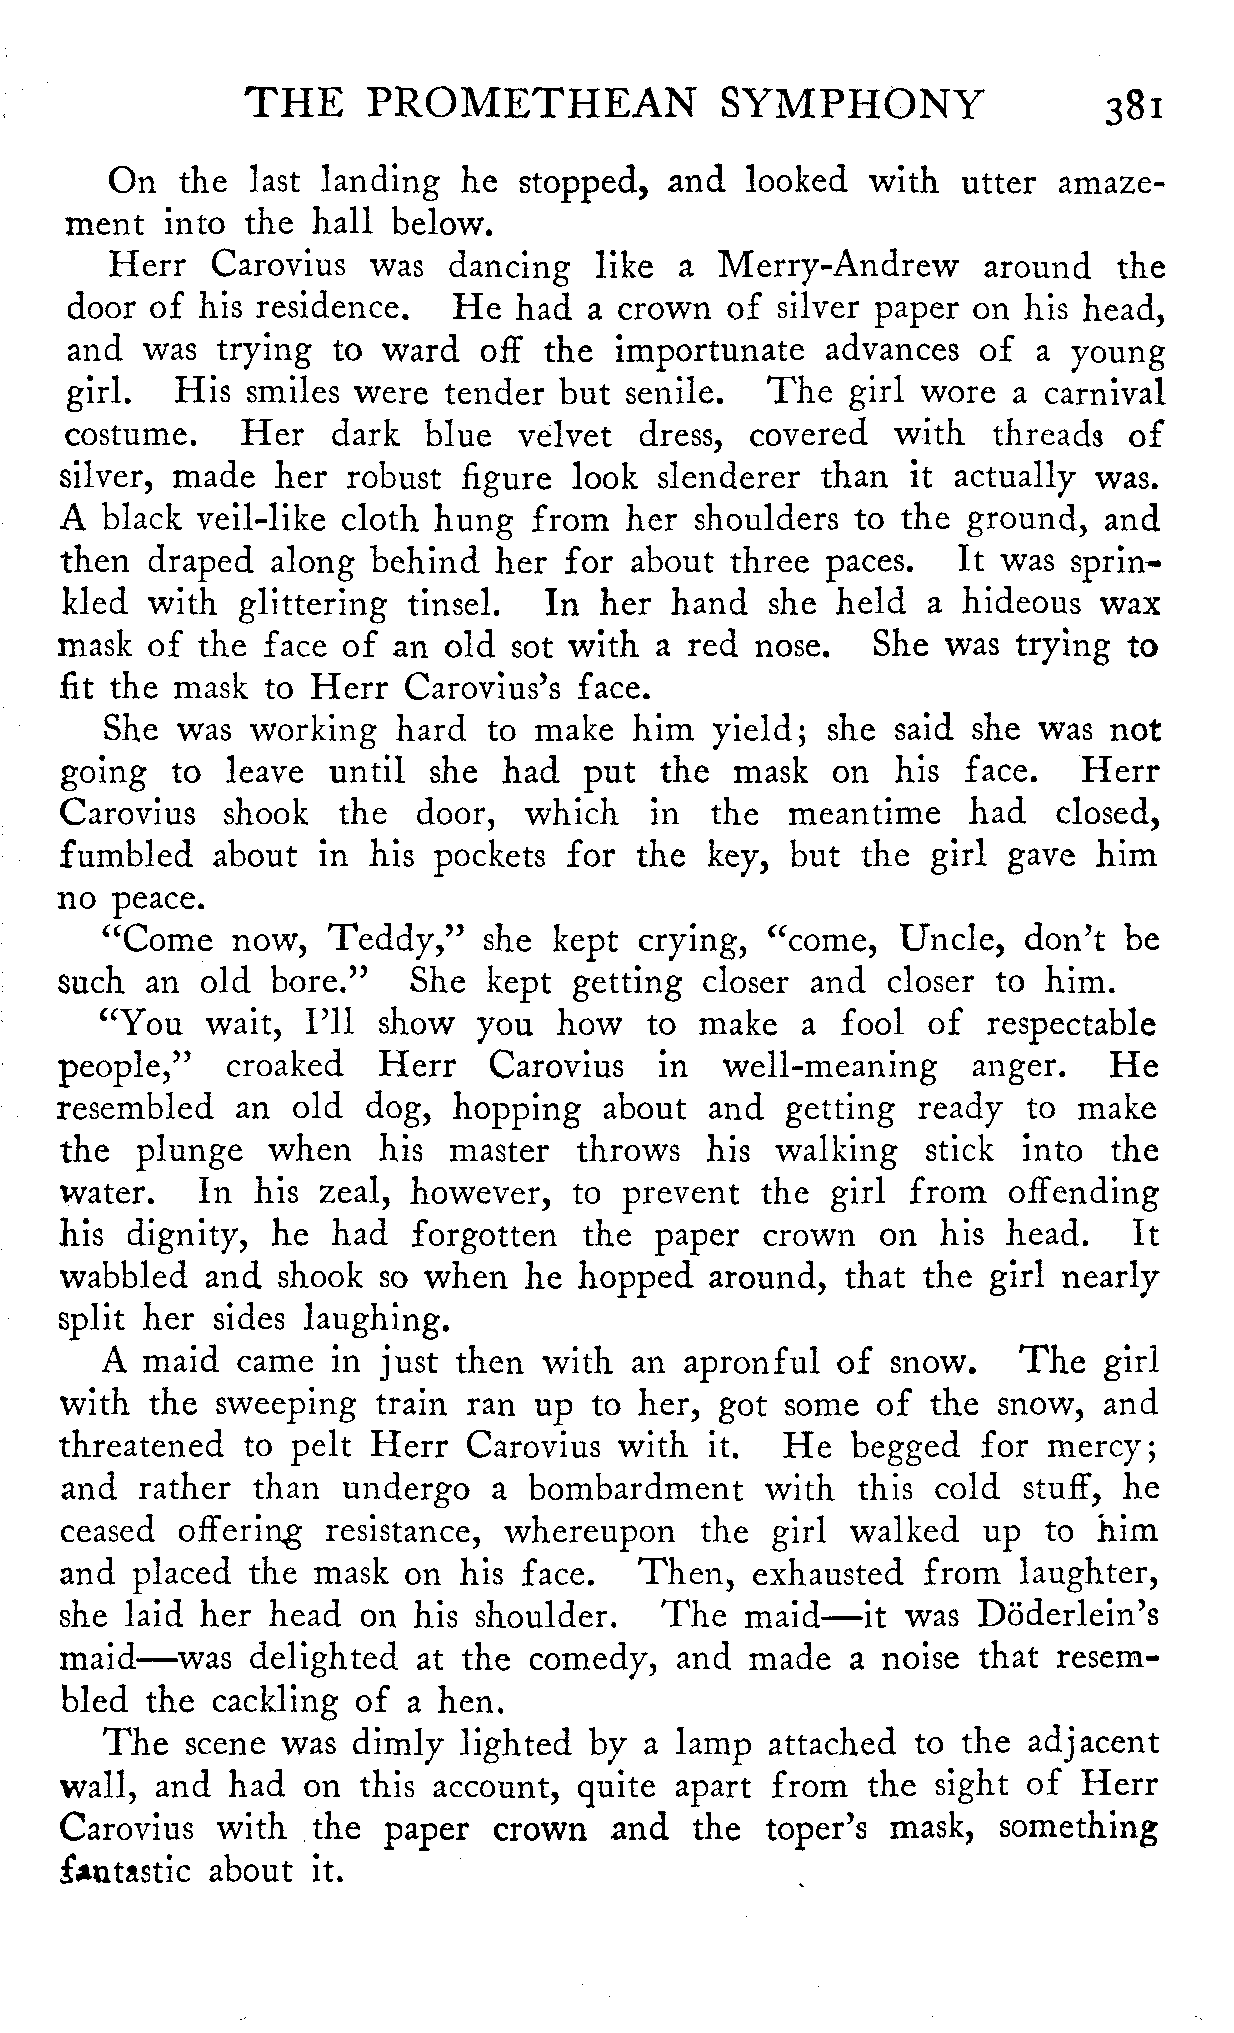 THE PROMETHEAN SYMPHONY 381
On the last landing he stopped, and looked with utter amaze-
ment into the hall below.
Herr Carovius was dancing like a Merry-Andrew around the
door of his residence. He had a crown of silver paper on his head,
and was trying to ward off the importunate advances of a young
girl. His smiles were tender but senile. The girl wore a carnival
costume. Her dark blue velvet dress, covered with threads of
silver, made her robust figure look slenderer than it actually was.
A black veil-like cloth hung from her shoulders to the ground, and
then draped along behind her for about three paces. It was sprin-
kled with glittering tinsel. In her hand she held a hideous wax
mask of the face of an old sot with a red nose. She was trying to
fit the mask to Herr Carovius's face.
She was working hard to make him yield; she said she was not
going to leave until she had put the mask on his face. Herr
Carovius shook the door, which in the meantime had closed,
fumbled about in his pockets for the key, but the girl gave him
no peace.
“Come now, Teddy,” she kept crying, “come, Uncle, don't be
such an old bore.” She kept getting closer and closer to him.
“You wait, I'll show you how to make a fool of respectable
people,” croaked Herr Carovius in well-meaning anger. He
resembled an old dog, hopping about and getting ready to make
the plunge when his master throws his walking stick into the
water. In his zeal, however, to prevent the girl from offending
his dignity, he had forgotten the paper crown on his head. It
wabbled and shook so when he hopped around, that the girl nearly
split her sides laughing.
A maid came in just then with an apronful of snow. The girl
with the sweeping train ran up to her, got some of the snow, and
threatened to pelt Herr Carovius with it. He begged for mercy;
and rather than undergo a bombardment with this cold stuff, he
ceased offering resistance, whereupon the girl walked up to him
and placed the mask on his face. Then, exhausted from laughter,
she laid her head on his shoulder. The maid—it was Döderlein's
maid—was delighted at the comedy, and made a noise that resem-
bled the cackling of a hen.
The scene was dimly lighted by a lamp attached to the adjacent
wall, and had on this account, quite apart from the sight of Herr
Carovius with the paper crown and the toper's mask, something
fantastic about it.